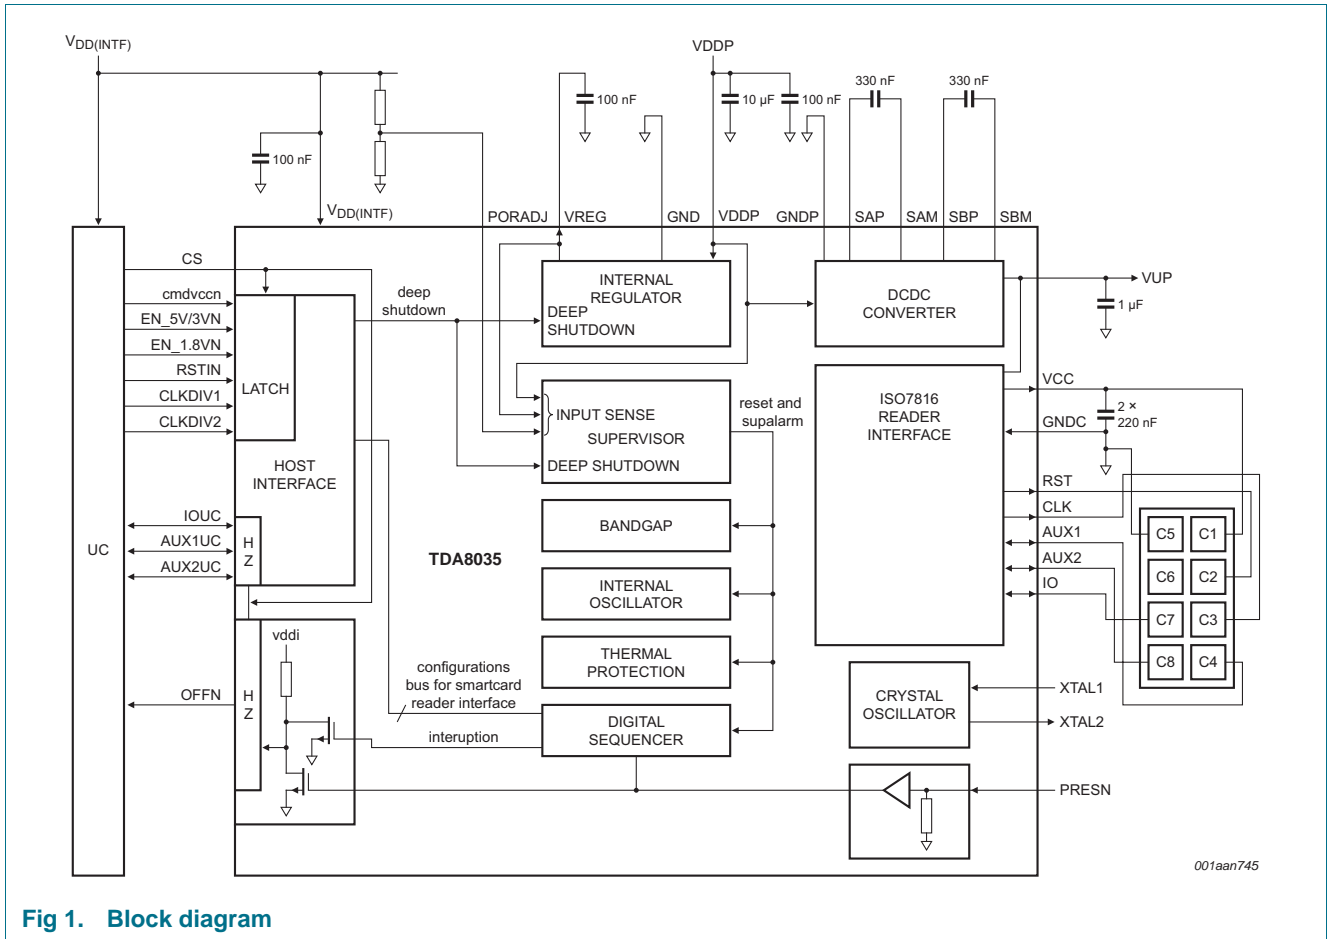 VDD(INTF)
VDDP
100 nF
10 µF
100 nF
330 nF
330 nF
100 nF
VDD(INTF)
PORADJ
VREG
GND
VDDP
GNDP
SAP
SAM
SBP
SBM
CS
cmdvccn
EN_5V/3VN
EN_1.8VN
RSTIN
CLKDIV1
CLKDIV2
LATCH
HOST
INTERFACE
deep
shutdown
INTERNAL
REGULATOR
DEEP
SHUTDOWN
DCDC
CONVERTER
VUP
1 µF
INPUT SENSE
SUPERVISOR
DEEP SHUTDOWN
reset and
supalarm
ISO7816
READER
INTERFACE
VCC
2 ×
220 nF
GNDC
RST
CLK
AUX1
AUX2
IO
C5
C1
C6
C2
C7
C3
C8
C4
UC
IOUC
AUX1UC
AUX2UC
H
Z
TDA8035
BANDGAP
INTERNAL
OSCILLATOR
THERMAL
PROTECTION
DIGITAL
SEQUENCER
vddi
OFFN
H
Z
configurations
bus for smartcard
reader interface
interuption
CRYSTAL
OSCILLATOR
XTAL1
XTAL2
PRESN
001aan745
Fig 1. Block diagram